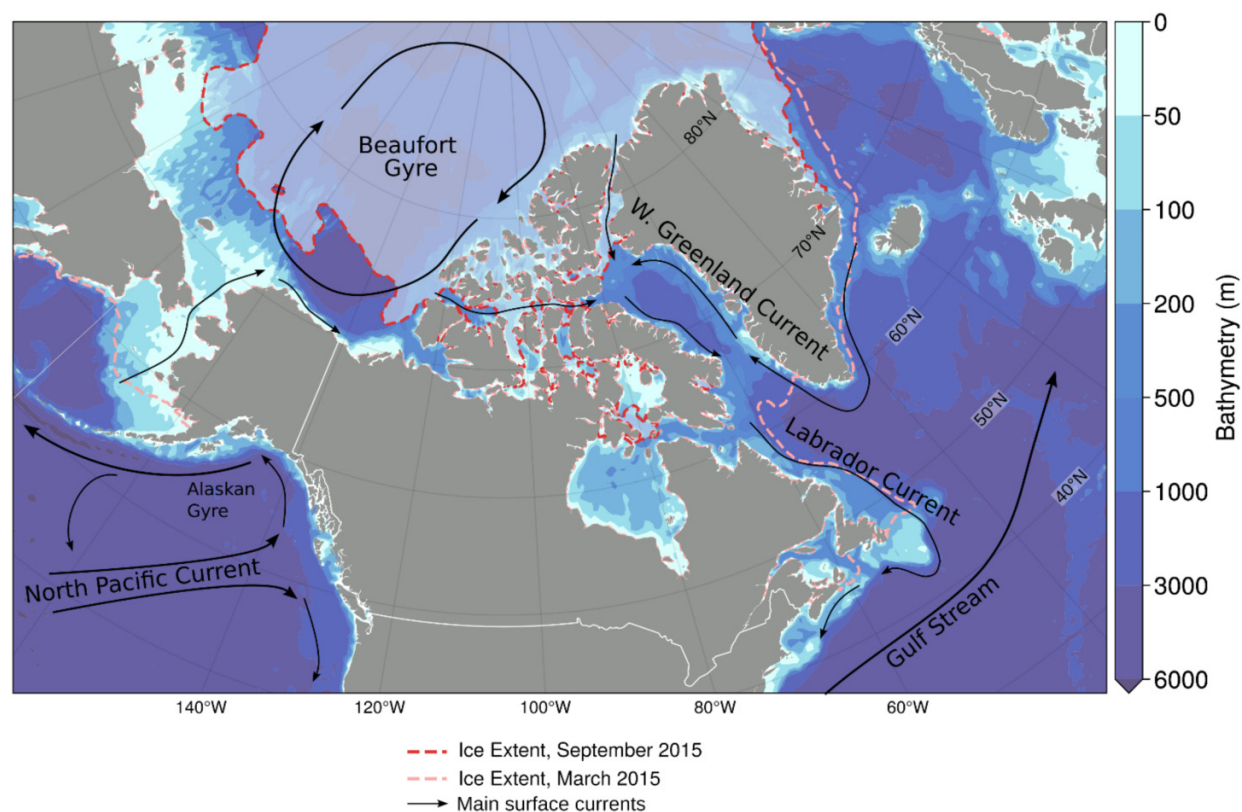 Beaufort
Gyre
80°N
W. Greenland Current
70°N
60°N
50°N
40°N
Labrador Current
Alaskan
Gyre
North Pacific Current
Gulf Stream
140°W
120°W
100°W
80°W
60°W
0
50
100
200
500
1000
3000
6000
Bathymetry (m)
Ice Extent, September 2015
Ice Extent, March 2015
Main surface currents